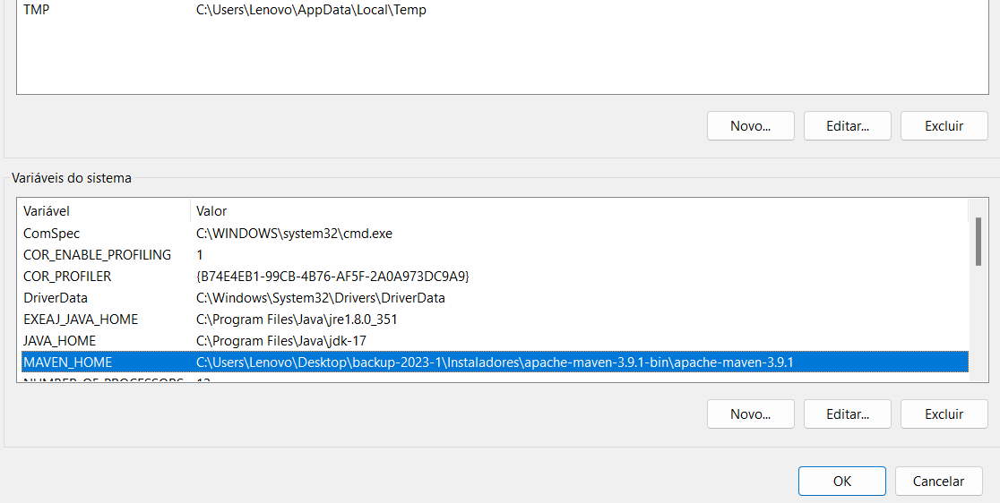 TMP C:\Users\Lenovo\AppData\Local\Temp
Novo... Editar... Excluir
Variáveis do sistema
Variável Valor
ComSpec C:\WINDOWS\system32\cmd.exe
COR_ENABLE_PROFILING 1
COR_PROFILER {B74E4EB1-99CB-4B76-AF5F-2A0A973DC9A9}
DriverData C:\Windows\System32\Drivers\DriverData
EXEAJ_JAVA_HOME C:\Program Files\Java\jre1.8.0_351
JAVA_HOME C:\Program Files\Java\jdk-17
MAVEN_HOME C:\Users\Lenovo\Desktop\backup-2023-1\Instaladores\apache-maven-3.9.1-bin\apache-maven-3.9.1
NUMBER_OF_PROCESSORS 12
Novo... Editar... Excluir
OK Cancelar